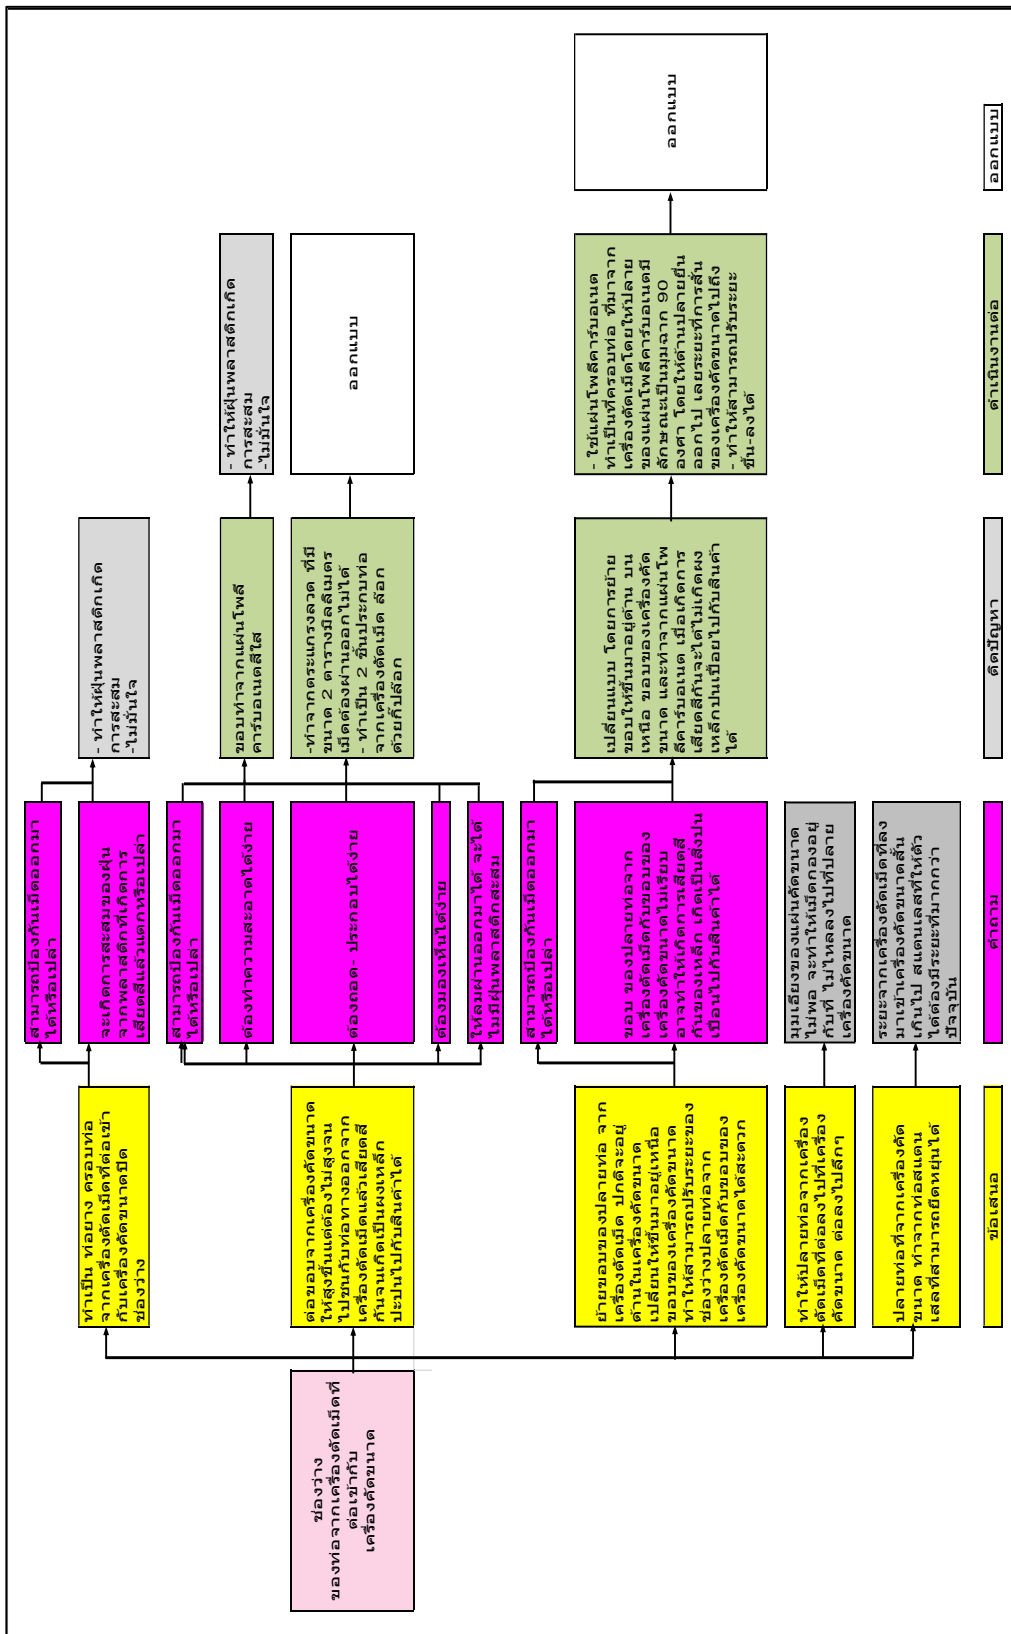 ช่องว่าง
ของท่อจากเครื่องตัดเม็ดที่
ต่อเข้ากับ
เครื่องคัดขนาด
ทำเป็น ท่อยาง ครอบท่อ
จากเครื่องตัดเม็ดที่ต่อเข้า
กับเครื่องคัดขนาดปิด
ช่องว่าง
ต่อขอบจากเครื่องคัดขนาด
ให้สูงขึ้นแต่ต้องไม่สูงจน
ไปชนกับท่อทางออกจาก
เครื่องตัดเม็ดแล้วเสียดสี
กันจนเกิดเป็นผงเหล็ก
ปะปนไปกับสินค้าได้
ย้ายขอบของปลายท่อ จาก
เครื่องตัดเม็ด ปกติจะอยู่
ด้านในเครื่องคัดขนาด
เปลี่ยนให้ขึ้นมาอยู่เหนือ
ขอบของเครื่องคัดขนาด
ทำให้สามารถปรับระยะของ
ช่องว่างปลายท่อจาก
เครื่องตัดเม็ดกับขอบของ
เครื่องคัดขนาดได้สะดวก
ทำให้ปลายท่อจากเครื่อง
ตัดเม็ดที่ต่อลงไปที่เครื่อง
คัดขนาด ต่อลงไปลึกๆ
ปลายท่อที่จากเครื่องคัด
ขนาด ทำจากท่อสแตน
เลสที่สามารถยืดหยุ่นได้
ข้อเสนอ
สามารถป้องกันเม็ดออกมา
ได้หรือเปล่า
จะเกิดการสะสมของฝุ่น
จากพลาสติกที่เกิดการ
เสียดสีแล้วแตกหรือเปล่า
สามารถป้องกันเม็ดออกมา
ได้หรือเปล่า
ต้องทำความสะอาดได้ง่าย
ต้องถอด- ประกอบได้ง่าย
ต้องมองเห็นได้ง่าย
ให้ลมผ่านออกมาได้ จะได้
ไม่มีฝุ่นพลาสติกสะสม
สามารถป้องกันเม็ดออกมา
ได้หรือเปล่า
ขอบ ของปลายท่อจาก
เครื่องตัดเม็ดกับขอบของ
เครื่องคัดขนาดไม่เรียบ
อาจทำให้เกิดการเสียดสี
กันของเหล็ก เกิดเป็นสิ่งปน
เปื้อนไปกับสินค้าได้
มุมเอียงของแผ่นคัดขนาด
ไม่พอ จะทำให้เม็ดกองอยู่
กับที่ ไม่ไหลลงไปที่ปลาย
เครื่องคัดขนาด
ระยะจากเครื่องตัดเม็ดที่ลง
มาเข้าเครื่องคัดขนาดสั้น
เกินไป สแตนเลสที่ให้ตัว
ได้ต้องมีระยะที่มากกว่า
ปัจจุบัน
คำถาม
- ทำให้ฝุ่นพลาสติกเกิด
การสะสม
-ไม่มั่นใจ
ขอบทำจากแผ่นโพลี
คาร์บอเนตสีใส
-ทำจากตระแกรงลวด ที่มี
ขนาด 2 ตารางมิลลิเมตร
เม็ดต้องผ่านออกไม่ได้
- ทำเป็น 2 ชิ้นประกบท่อ
จากเครื่องตัดเม็ด ล๊อก
ด้วยกิ๊ปล๊อก
เปลี่ยนแบบ โดยการย้าย
ขอบให้ขึ้นมาอยู่ด้าน บน
เหนือ ขอบของเครื่องคัด
ขนาด และทำจากแผ่นโพ
ลีคาร์บอเนต เมื่อเกิดการ
เสียดสีกันจะได้ไม่เกิดผง
เหล็กปนเปื้อยไปกับสินค้า
ได้
ติดปัญหา
- ทำให้ฝุ่นพลาสติกเกิด
การสะสม
-ไม่มั่นใจ
ออกแบบ
- ใช้แผ่นโพลีคาร์บอเนต
ทำเป็นที่ครอบท่อ ที่มาจาก
เครื่องตัดเม็ดโดยให้ปลาย
ของแผ่นโพลีคาร์บอเนตมี
ลักษณะเป็นมุมฉาก 90
องศา โดยให้ด้านปลายยื่น
ออกไป เลยระยะที่การสั่น
ของเครื่องคัดขนาดไปถึง
- ทำให้สามารถปรับระยะ
ขึ้น-ลงได้
ดำเนินงานต่อ
ออกแบบ
ออกแบบ